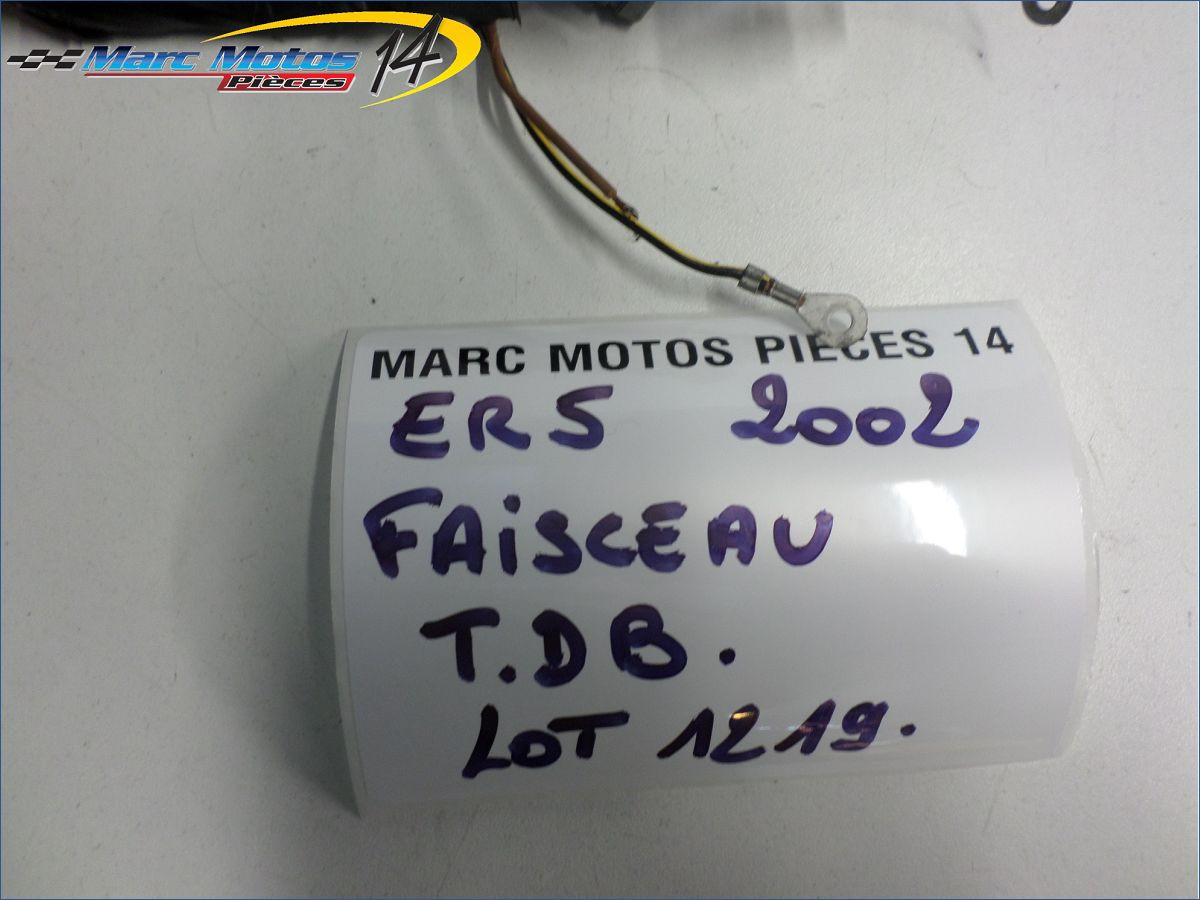 Marc Motos 14
Pièces
MARC MOTOS PIECES 14
ER5 2002
FAiSCEAU
T.DB.
LOT 1219.